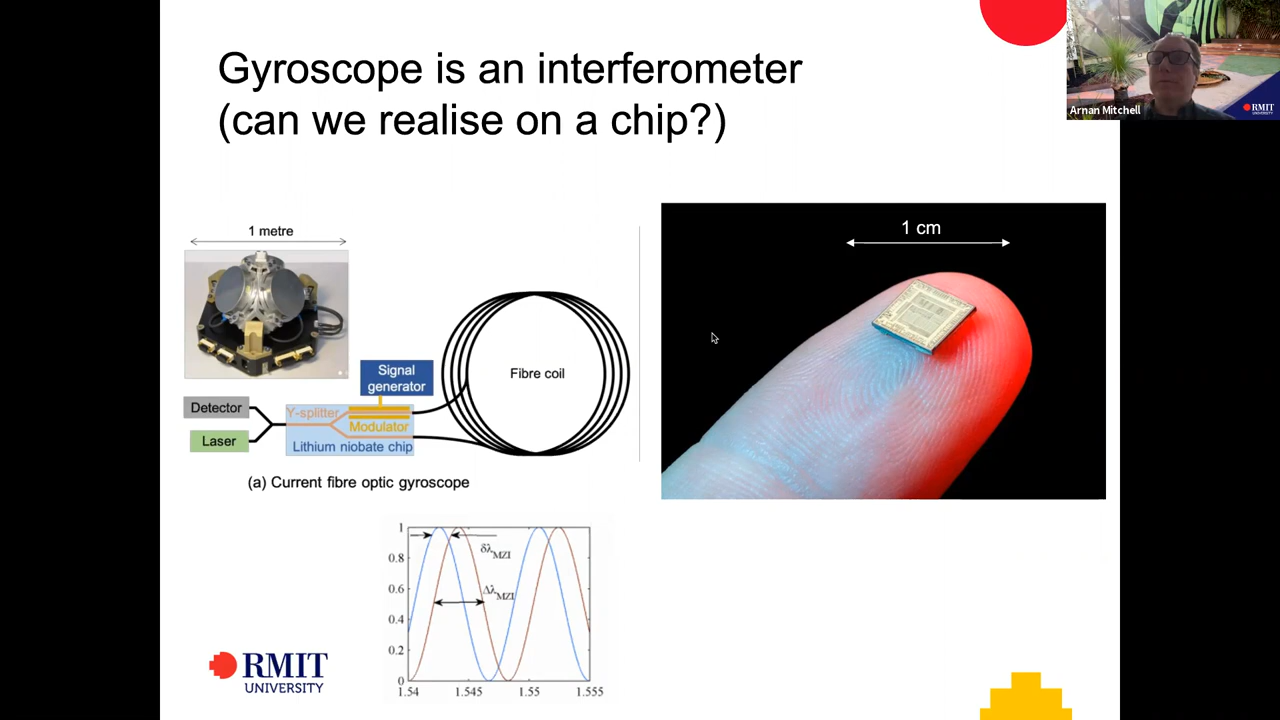 Gyroscope is an interferometer
(can we realise on a chip?)
Arnan Mitchell
RMIT
UNIVERSITY
1 metre
1 cm
Signal
generator
Fibre coil
Detector
Laser
Y-splitter
Modulator
Lithium niobate chip
(a) Current fibre optic gyroscope
1
0.8
0.6
0.4
0.2
0
δλMZI
ΔλMZI
1.54
1.545
1.55
1.555
RMIT
UNIVERSITY